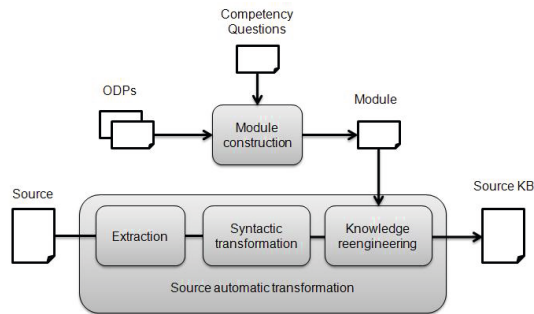 Competency
Questions
ODPs
Module
Module
construction
Source
Source KB
Extraction
Syntactic
transformation
Knowledge
reengineering
Source automatic transformation